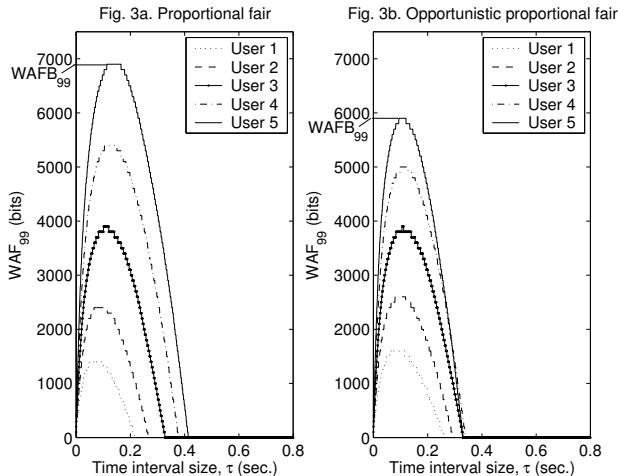 Fig. 3a. Proportional fair
7000
6000
5000
4000
3000
2000
1000
0
WAFB99
WAF99 (bits)
User 1
User 2
User 3
User 4
User 5
0 0.2 0.4 0.6 0.8
Time interval size, τ (sec.)
Fig. 3b. Opportunistic proportional fair
7000
6000
5000
4000
3000
2000
1000
0
WAFB99
WAF99 (bits)
User 1
User 2
User 3
User 4
User 5
0 0.2 0.4 0.6 0.8
Time interval size, τ (sec.)